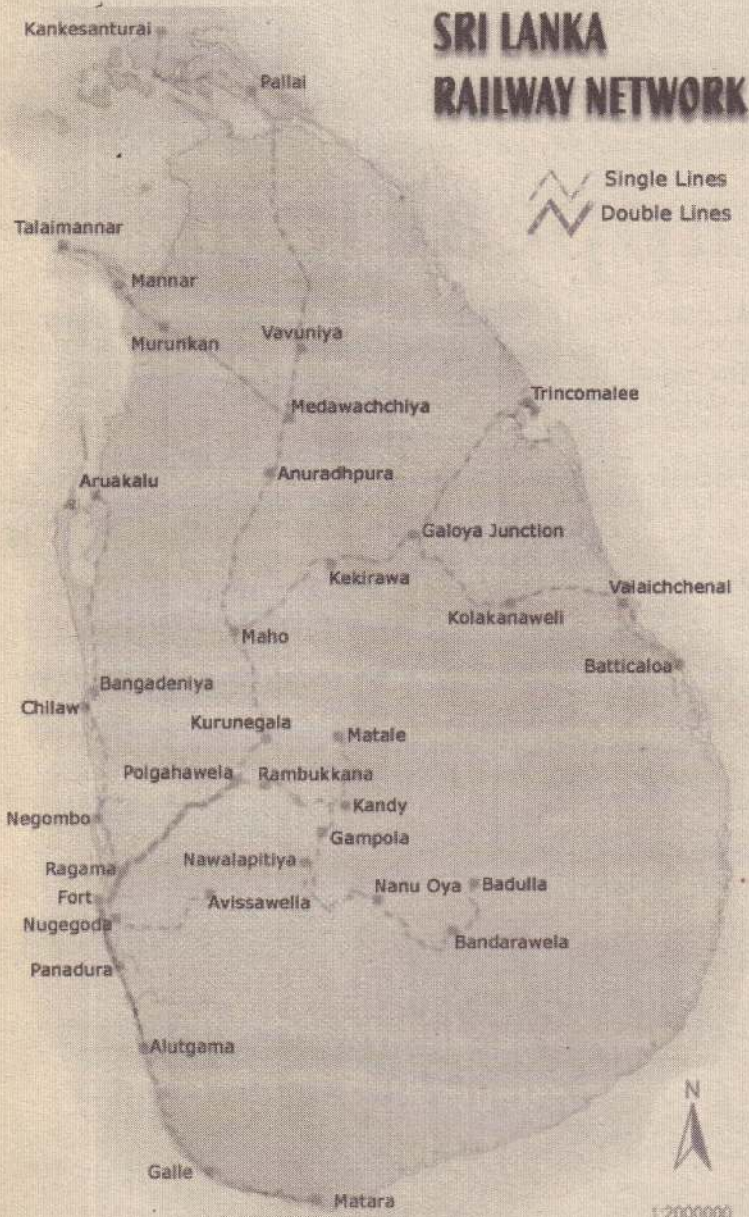 SRI LANKA
RAILWAY NETWORK
Kankesanturai
Pallai
Single Lines
Double Lines
Talaimannar
Mannar
Murunkan
Vavuniya
Medawachchiya
Trincomalee
Anuradhpura
Aruakalu
Galoya Junction
Kekirawa
Kolakanaweli
Valaichchenai
Maho
Batticaloa
Bangadeniya
Chilaw
Kurunegala
Matale
Polgahawela
Rambukkana
Kandy
Negombo
Gampola
Nawalapitiya
Ragama
Nanu Oya
Badulla
Fort
Avissawella
Nugegoda
Bandarawela
Panadura
Alutgama
N
Galle
Matara
1:2000000